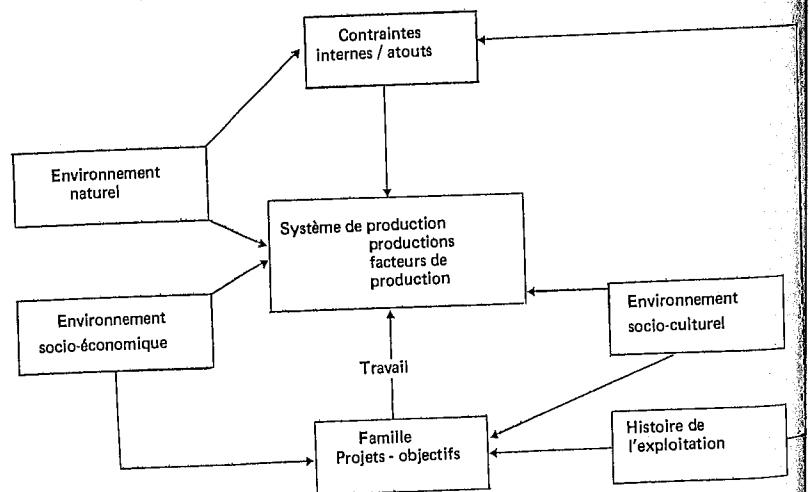 Contraintes
internes / atouts
Environnement
naturel
Système de production
productions
facteurs de
production
Environnement
socio-économique
Environnement
socio-culturel
Travail
Famille
Projets - objectifs
Histoire de
l'exploitation